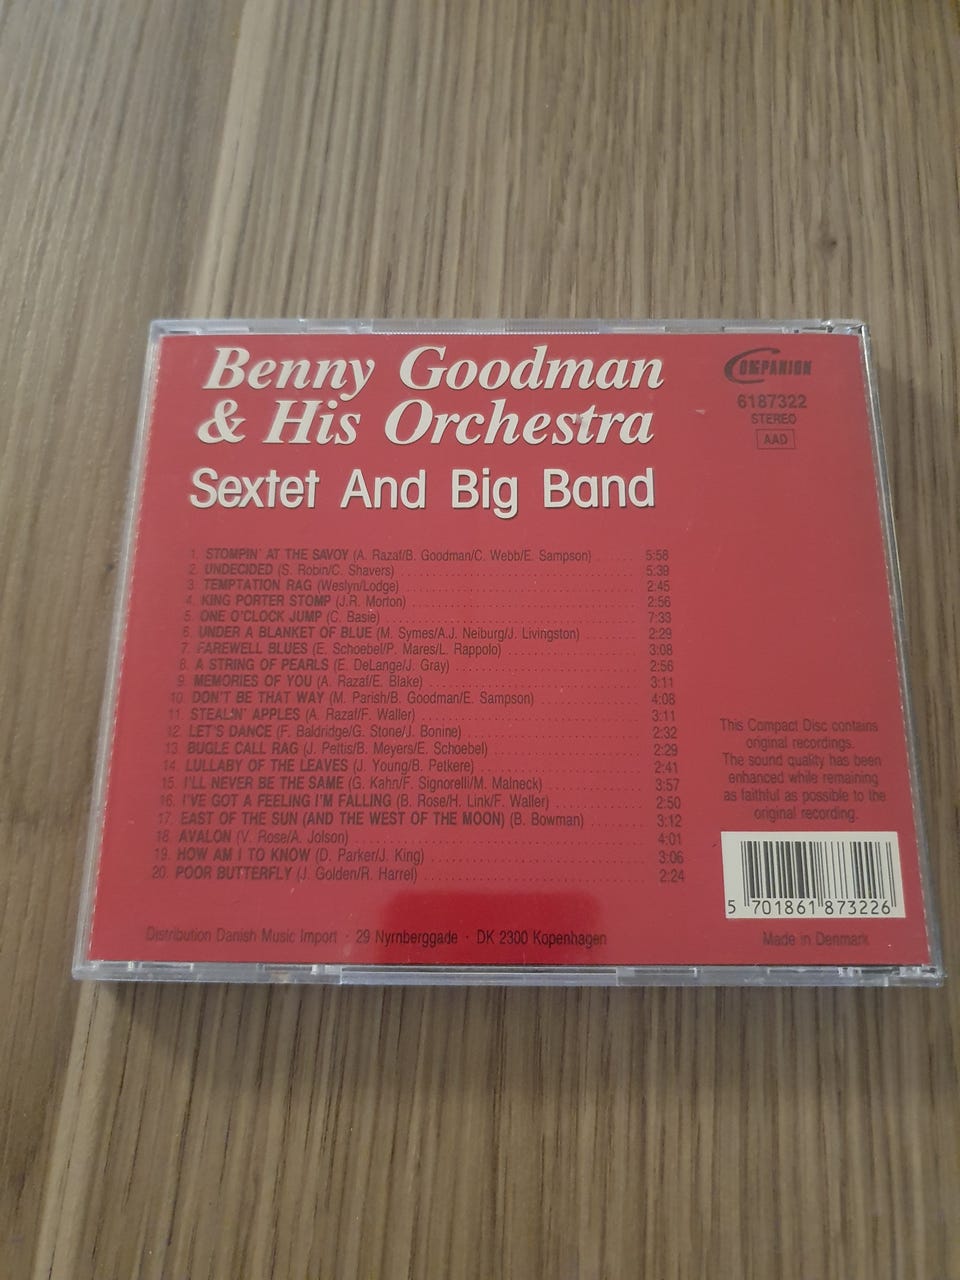 Benny Goodman
& His Orchestra
Sextet And Big Band
COMPANION
6187322
STEREO
AAD
1. STOMPIN' AT THE SAVOY (A. Razaf/B. Goodman/C. Webb/E. Sampson) 5:58
2. UNDECIDED (S. Robin/C. Shavers) 5:39
3. TEMPTATION RAG (Weslyn/Lodge) 2:45
4. KING PORTER STOMP (J.R. Morton) 2:56
5. ONE O'CLOCK JUMP (C. Basie) 7:33
6. UNDER A BLANKET OF BLUE (M. Symes/A.J. Neiburg/J. Livingston) 2:29
7. FAREWELL BLUES (E. Schoebel/P. Mares/L. Rappolo) 3:08
8. A STRING OF PEARLS (E. DeLange/J. Gray) 2:56
9. MEMORIES OF YOU (A. Razaf/E. Blake) 3:11
10. DON'T BE THAT WAY (M. Parish/B. Goodman/E. Sampson) 4:08
11. STEALIN' APPLES (A. Razaf/F. Waller) 3:11
12. LET'S DANCE (F. Baldridge/G. Stone/J. Bonine) 2:32
13. BUGLE CALL RAG (J. Pettis/B. Meyers/E. Schoebel) 2:29
14. LULLABY OF THE LEAVES (J. Young/B. Petkere) 2:41
15. I'LL NEVER BE THE SAME (G. Kahn/F. Signorelli/M. Malneck) 3:57
16. I'VE GOT A FEELING I'M FALLING (B. Rose/H. Link/F. Waller) 2:50
17. EAST OF THE SUN (AND THE WEST OF THE MOON) (B. Bowman) 3:12
18. AVALON (V. Rose/A. Jolson) 4:01
19. HOW AM I TO KNOW (D. Parker/J. King) 3:06
20. POOR BUTTERFLY (J. Golden/R. Harrel) 2:24
This Compact Disc contains
original recordings.
The sound quality has been
enhanced while remaining
as faithful as possible to the
original recording.
5 701861 873226
Distribution Danish Music Import · 29 Nyrnberggade · DK 2300 Kopenhagen
Made in Denmark